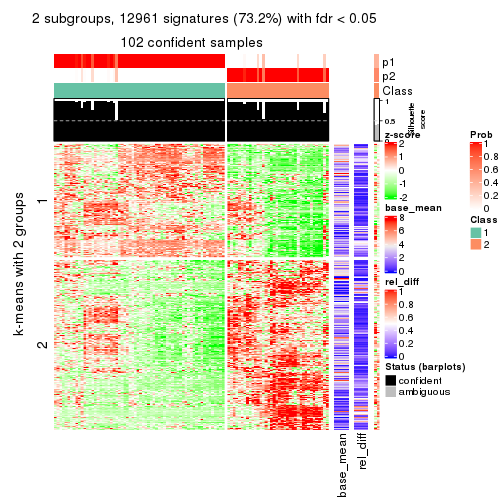 2 subgroups, 12961 signatures (73.2%) with fdr < 0.05
102 confident samples
p1
p2
Class
1
0.5
0
Silhouette
score
k-means with 2 groups
1
2
z-score
2
1
0
-1
-2
base_mean
8
6
4
2
0
rel_diff
1
0.8
0.6
0.4
0.2
0
Status (barplots)
confident
ambiguous
Prob
1
0.8
0.6
0.4
0.2
0
Class
1
2
base_mean
rel_diff